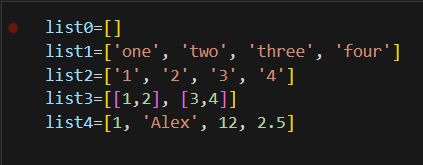 list0=[]
list1=['one', 'two', 'three', 'four']
list2=['1', '2', '3', '4']
list3=[[1,2], [3,4]]
list4=[1, 'Alex', 12, 2.5]